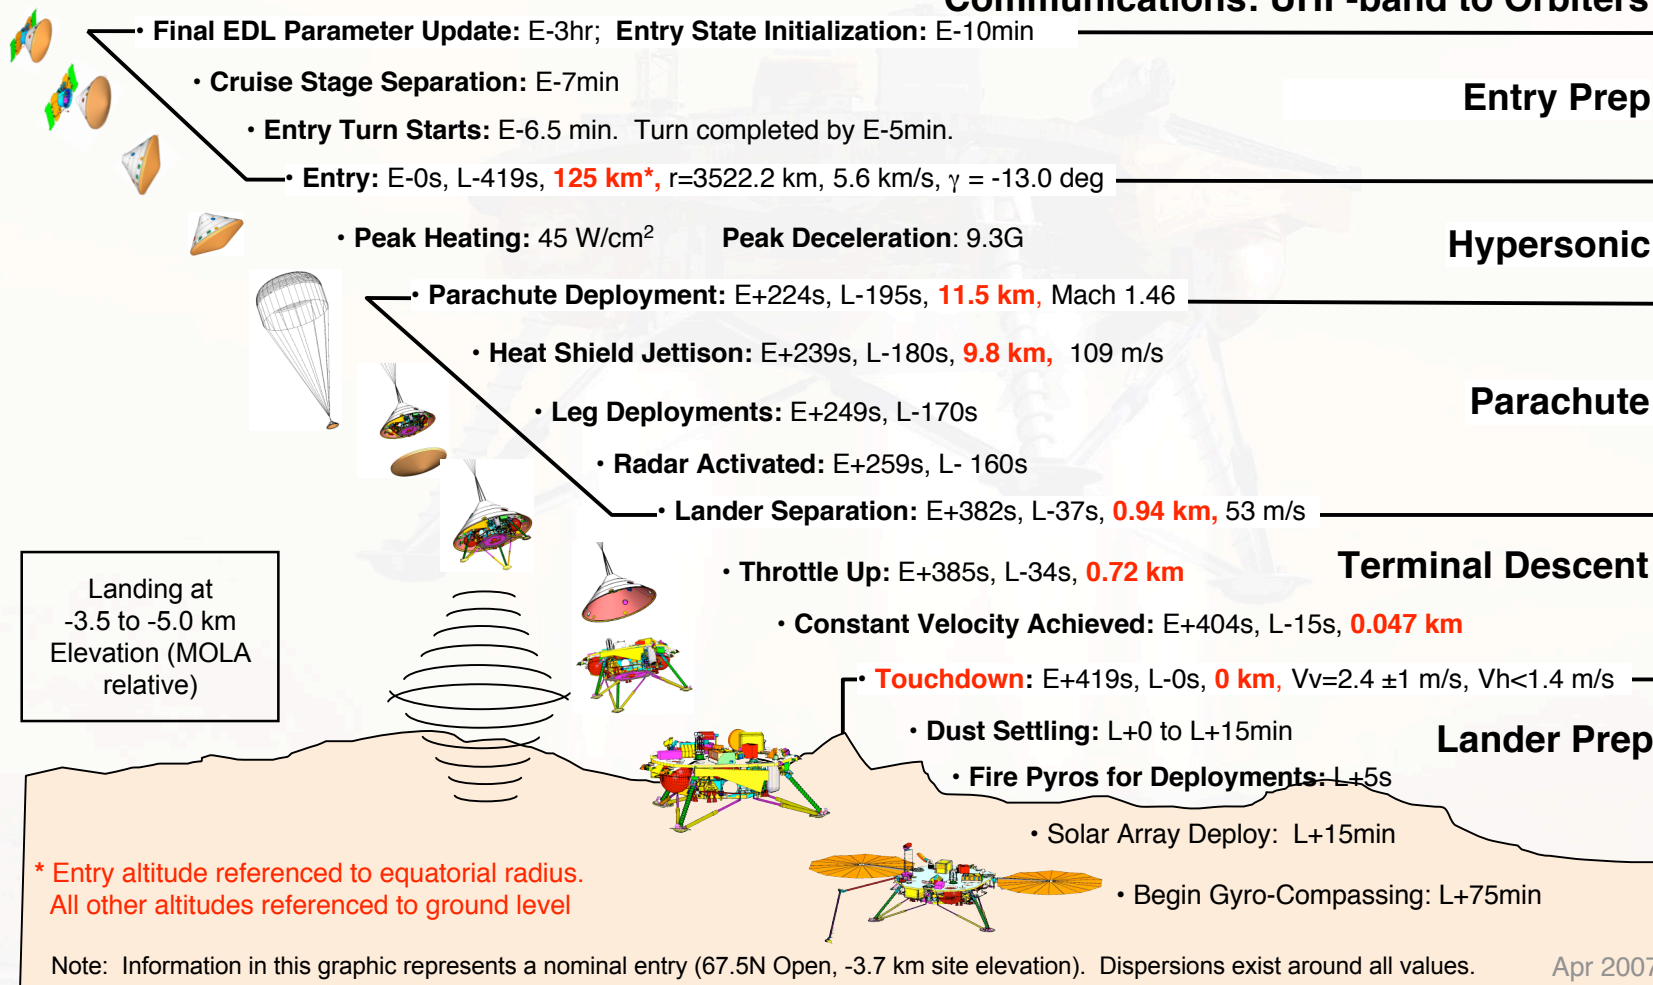 Communications: UHF-band to Orbiters
• Final EDL Parameter Update: E-3hr; Entry State Initialization: E-10min
• Cruise Stage Separation: E-7min
Entry Prep
• Entry Turn Starts: E-6.5 min. Turn completed by E-5min.
• Entry: E-0s, L-419s, 125 km*, r=3522.2 km, 5.6 km/s, γ = -13.0 deg
• Peak Heating: 45 W/cm² Peak Deceleration: 9.3G
Hypersonic
• Parachute Deployment: E+224s, L-195s, 11.5 km, Mach 1.46
• Heat Shield Jettison: E+239s, L-180s, 9.8 km, 109 m/s
Parachute
• Leg Deployments: E+249s, L-170s
• Radar Activated: E+259s, L- 160s
• Lander Separation: E+382s, L-37s, 0.94 km, 53 m/s
Terminal Descent
• Throttle Up: E+385s, L-34s, 0.72 km
Landing at
-3.5 to -5.0 km
Elevation (MOLA
relative)
• Constant Velocity Achieved: E+404s, L-15s, 0.047 km
• Touchdown: E+419s, L-0s, 0 km, Vv=2.4 ±1 m/s, Vh<1.4 m/s
• Dust Settling: L+0 to L+15min
Lander Prep
• Fire Pyros for Deployments: L+5s
• Solar Array Deploy: L+15min
• Begin Gyro-Compassing: L+75min
* Entry altitude referenced to equatorial radius.
All other altitudes referenced to ground level
Note: Information in this graphic represents a nominal entry (67.5N Open, -3.7 km site elevation). Dispersions exist around all values.
Apr 2007